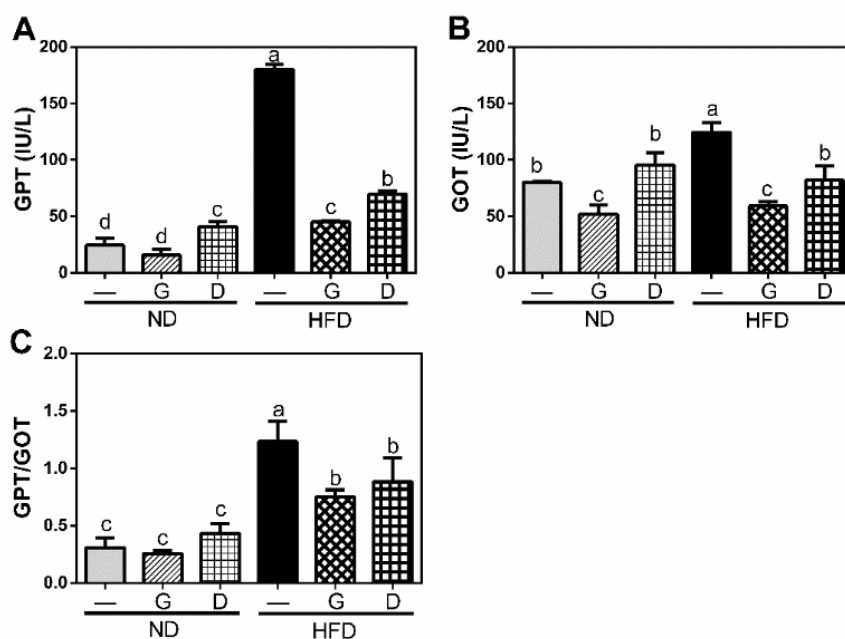 A
GPT (IU/L)
200
150
100
50
0
d
d
c
a
c
b
— G D — G D
ND HFD
B
GOT (IU/L)
200
150
100
50
0
b
c
b
a
c
b
— G D — G D
ND HFD
C
GPT/GOT
2.0
1.5
1.0
0.5
0.0
c
c
c
a
b
b
— G D — G D
ND HFD